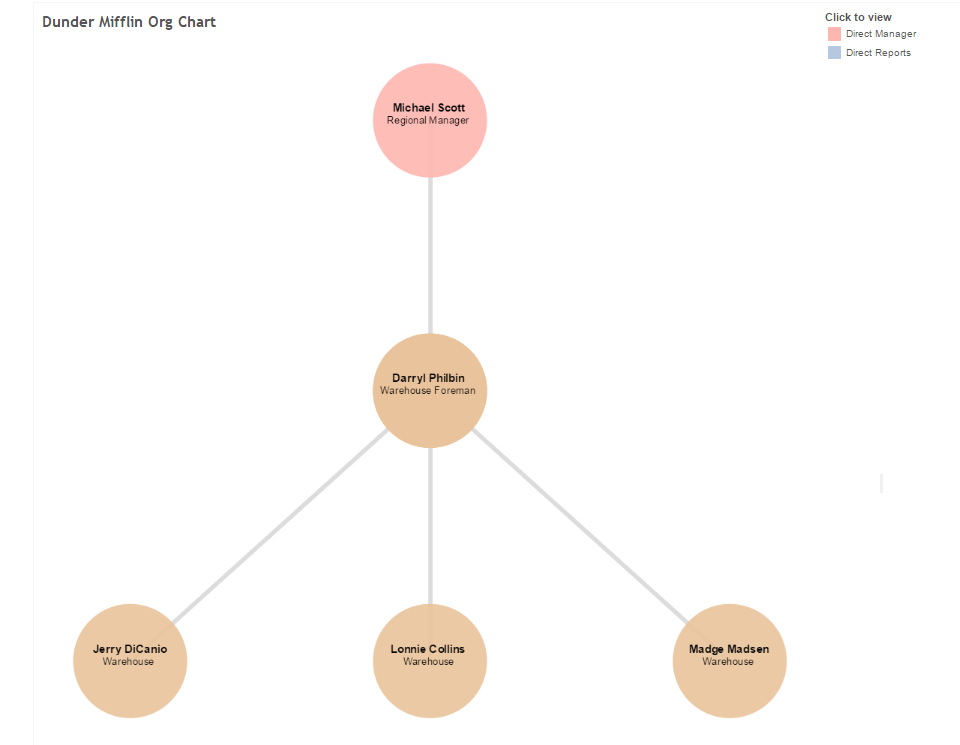 Dunder Mifflin Org Chart
Click to view
Direct Manager
Direct Reports
Michael Scott
Regional Manager
Darryl Philbin
Warehouse Foreman
Jerry DiCanio
Warehouse
Lonnie Collins
Warehouse
Madge Madsen
Warehouse